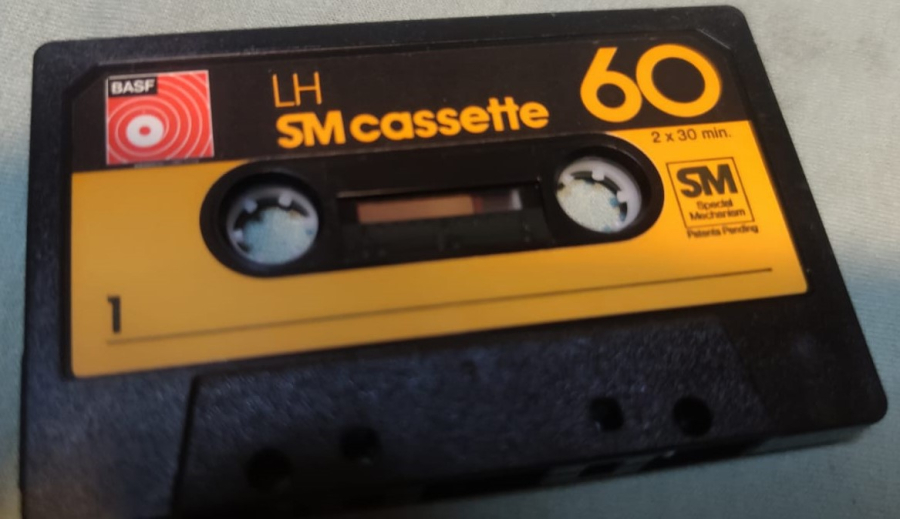 BASF
LH
SM cassette
60
2 x 30 min.
SM
Special
Mechanism
Patents Pending
1